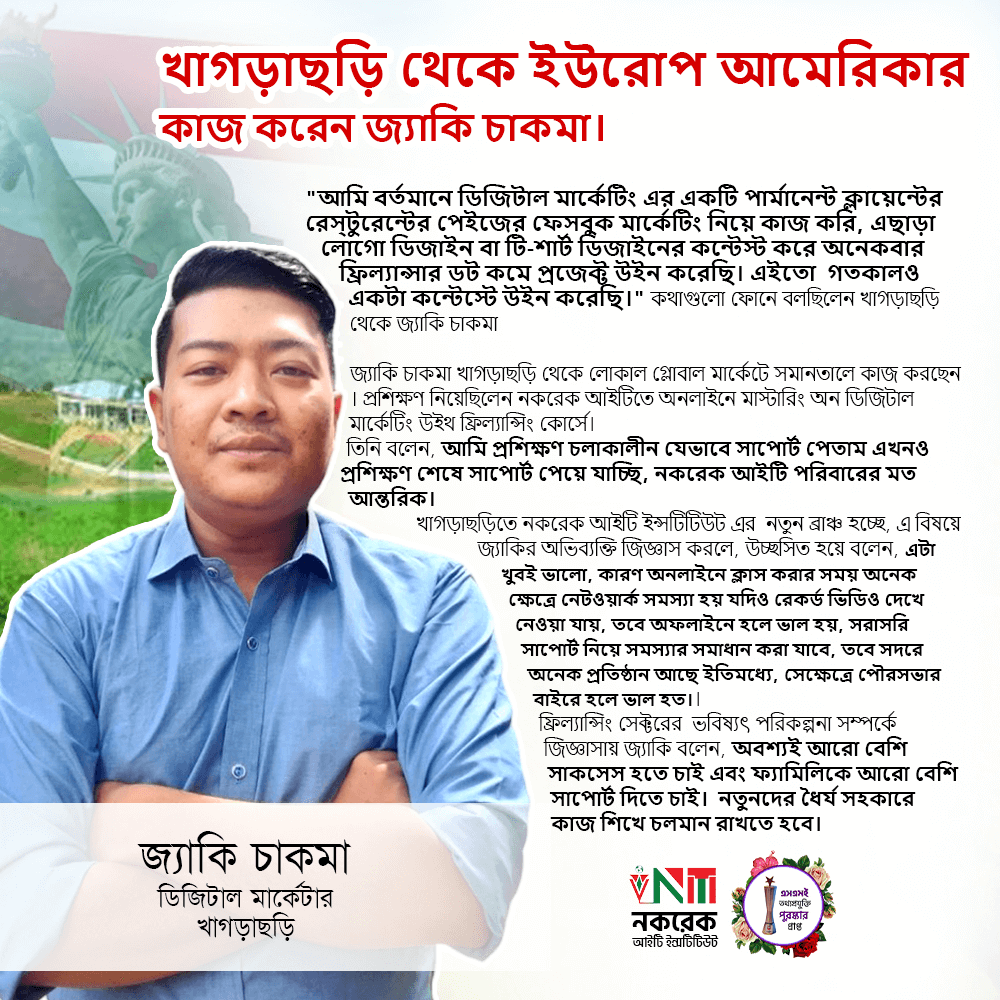 খাগড়াছড়ি থেকে ইউরোপ আমেরিকার
কাজ করেন জ্যাকি চাকমা।
"আমি বর্তমানে ডিজিটাল মার্কেটিং এর একটি পার্মানেন্ট ক্লায়েন্টের
রেস্টুরেন্টের পেইজের ফেসবুক মার্কেটিং নিয়ে কাজ করি, এছাড়া
লোগো ডিজাইন বা টি-শার্ট ডিজাইনের কন্টেস্ট করে অনেকবার
ফ্রিল্যান্সার ডট কমে প্রজেক্ট উইন করেছি। এইতো গতকালও
একটা কন্টেস্টে উইন করেছি।" কথাগুলো ফোনে বলছিলেন খাগড়াছড়ি
থেকে জ্যাকি চাকমা
জ্যাকি চাকমা খাগড়াছড়ি থেকে লোকাল গ্লোবাল মার্কেটে সমানতালে কাজ করছেন
। প্রশিক্ষণ নিয়েছিলেন নকরেক আইটিতে অনলাইনে মাস্টারিং অন ডিজিটাল
মার্কেটিং উইথ ফ্রিল্যান্সিং কোর্সে।
তিনি বলেন, আমি প্রশিক্ষণ চলাকালীন যেভাবে সাপোর্ট পেতাম এখনও
প্রশিক্ষণ শেষে সাপোর্ট পেয়ে যাচ্ছি, নকরেক আইটি পরিবারের মত
আন্তরিক।
খাগড়াছড়িতে নকরেক আইটি ইন্সটিটিউট এর নতুন ব্রাঞ্চ হচ্ছে, এ বিষয়ে
জ্যাকির অভিব্যক্তি জিজ্ঞাস করলে, উচ্ছসিত হয়ে বলেন, এটা
খুবই ভালো, কারণ অনলাইনে ক্লাস করার সময় অনেক
ক্ষেত্রে নেটওয়ার্ক সমস্যা হয় যদিও রেকর্ড ভিডিও দেখে
নেওয়া যায়, তবে অফলাইনে হলে ভাল হয়, সরাসরি
সাপোর্ট নিয়ে সমস্যার সমাধান করা যাবে, তবে সদরে
অনেক প্রতিষ্ঠান আছে ইতিমধ্যে, সেক্ষেত্রে পৌরসভার
বাইরে হলে ভাল হত।।
ফ্রিল্যান্সিং সেক্টরের ভবিষ্যৎ পরিকল্পনা সম্পর্কে
জিজ্ঞাসায় জ্যাকি বলেন, অবশ্যই আরো বেশি
সাকসেস হতে চাই এবং ফ্যামিলিকে আরো বেশি
সাপোর্ট দিতে চাই। নতুনদের ধৈর্য সহকারে
কাজ শিখে চলমান রাখতে হবে।
জ্যাকি চাকমা
ডিজিটাল মার্কেটার
খাগড়াছড়ি
NTI
নকরেক
আইটি ইন্সটিটিউট
এসএমই
তথ্যপ্রযুক্তি
পুরস্কার
প্রাপ্ত